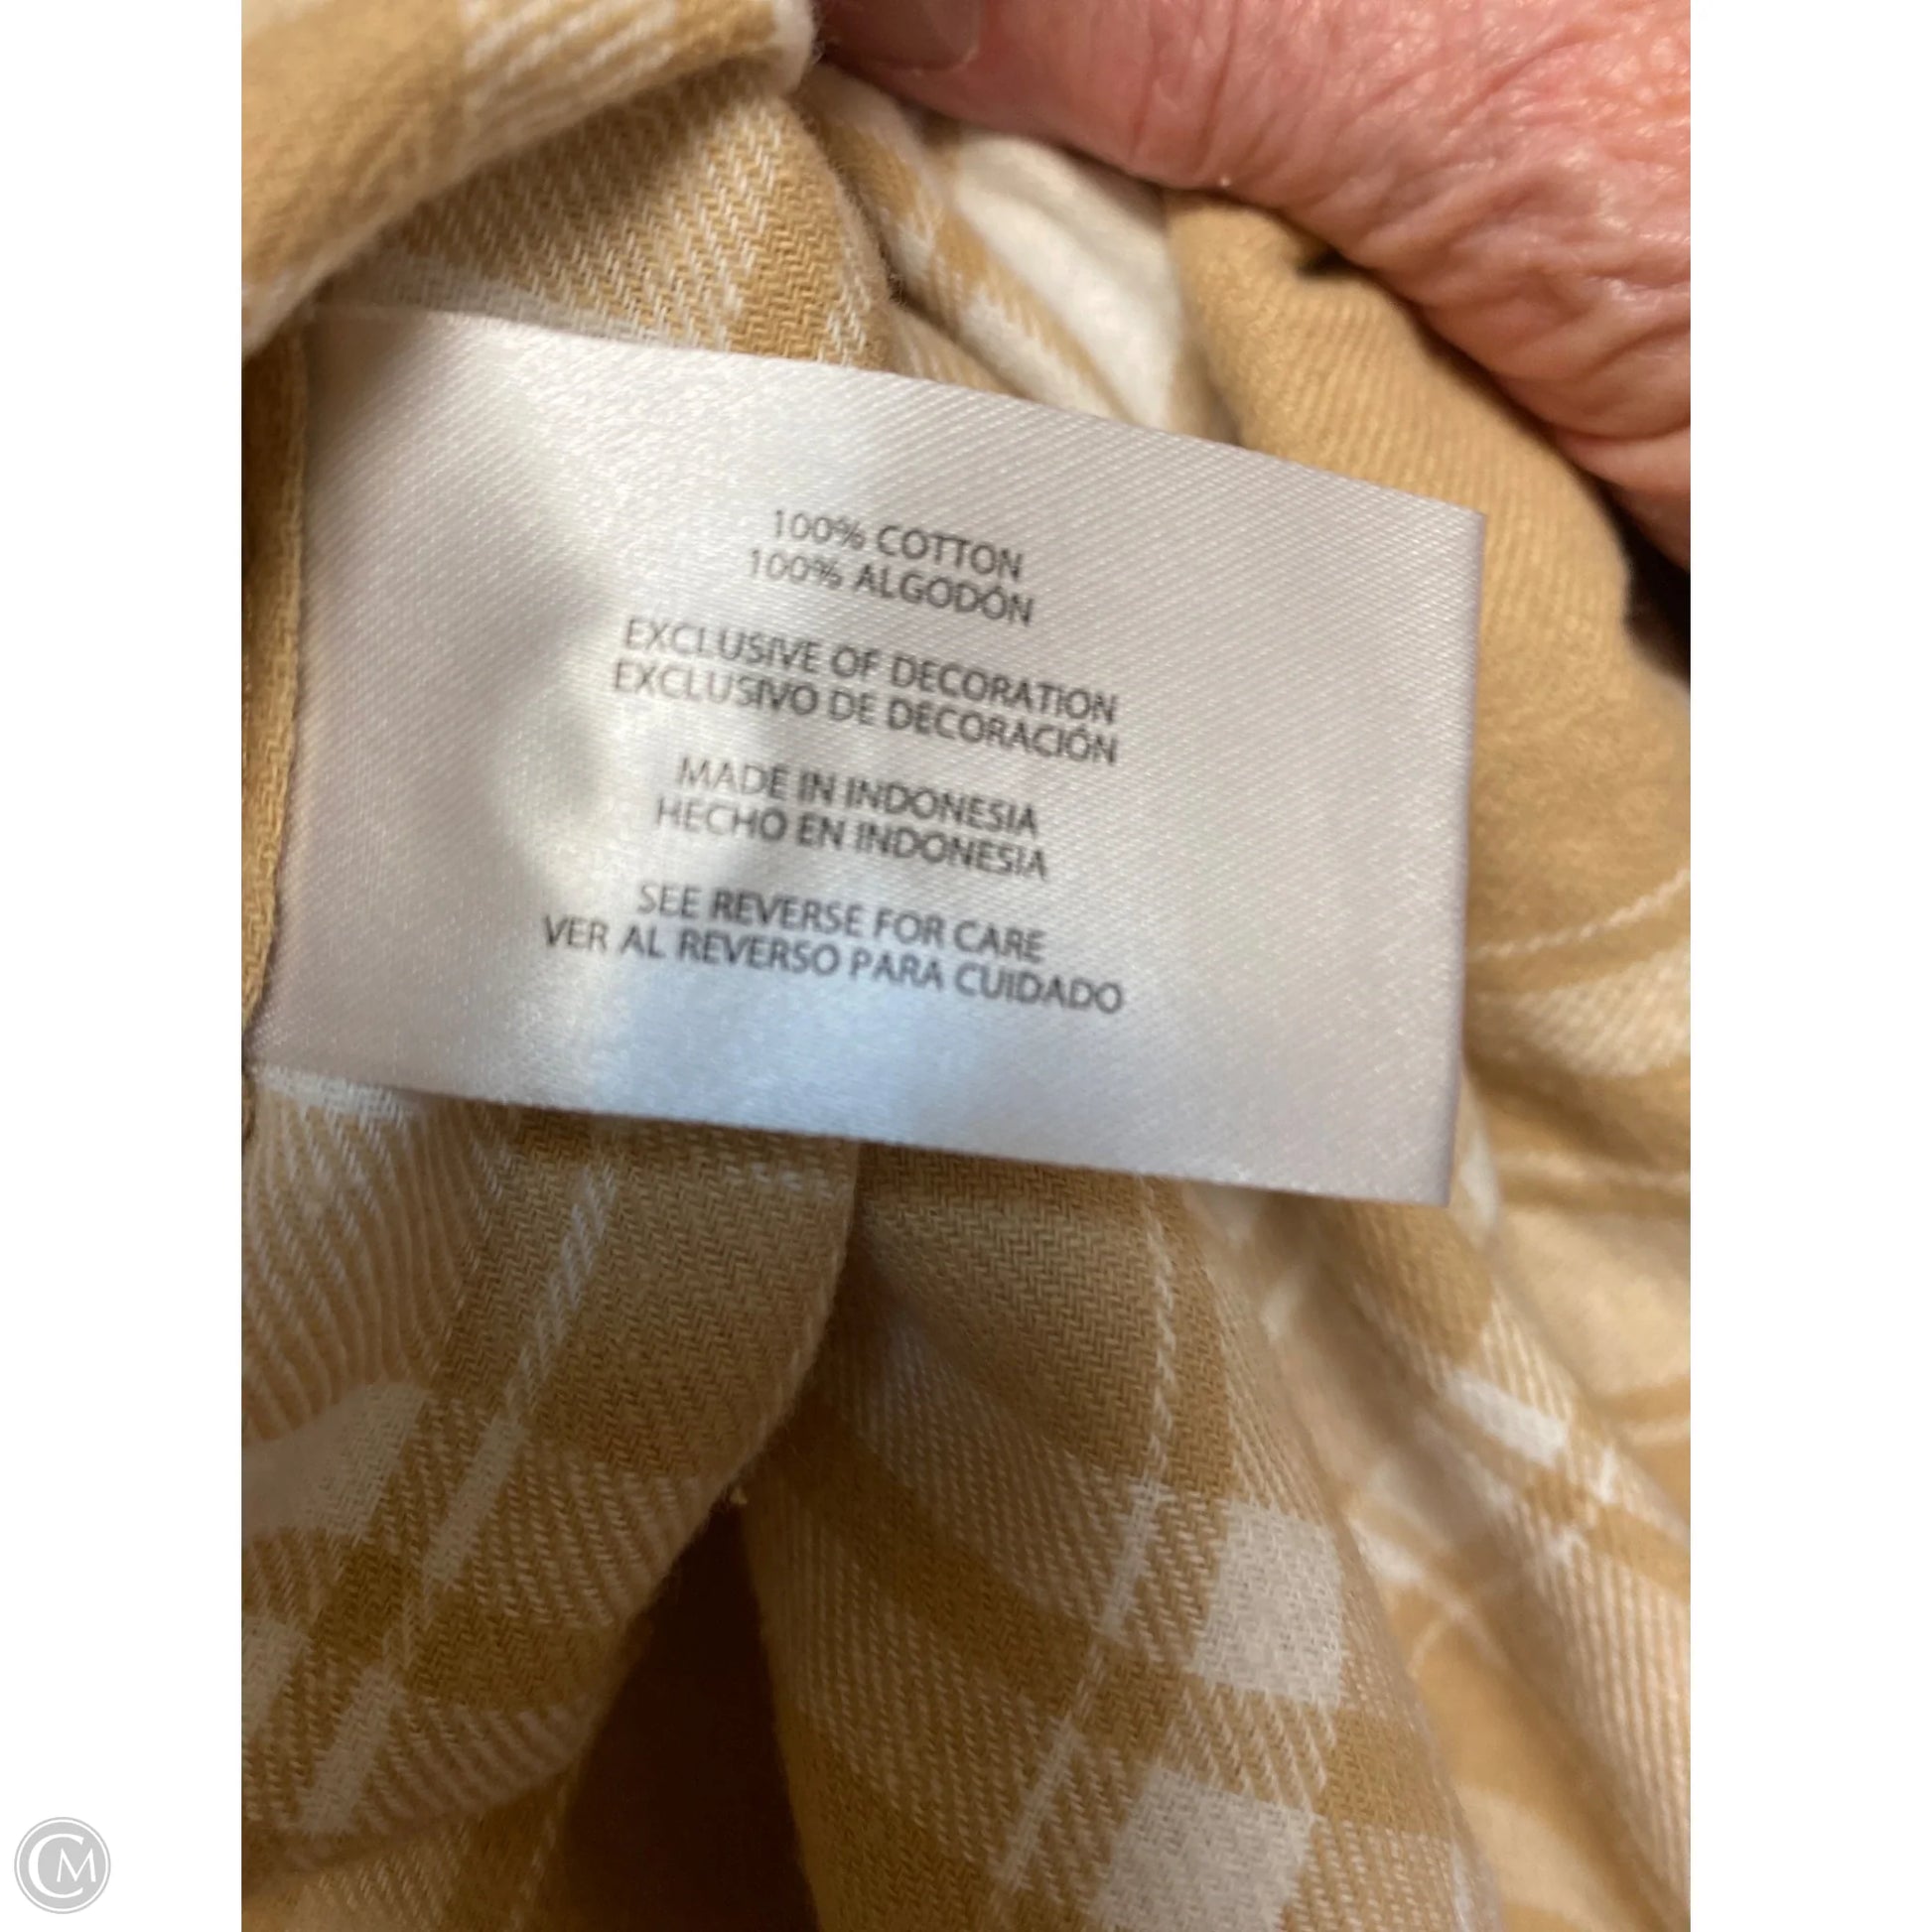 100% COTTON
100% ALGODÓN
EXCLUSIVE OF DECORATION
EXCLUSIVO DE DECORACIÓN
MADE IN INDONESIA
HECHO EN INDONESIA
SEE REVERSE FOR CARE
VER AL REVERSO PARA CUIDADO
CM